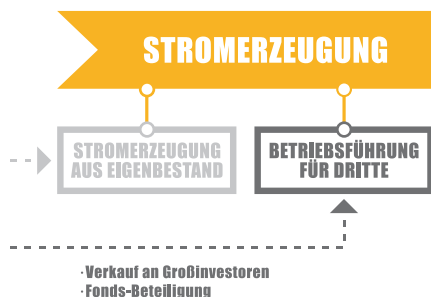 STROMERZEUGUNG
STROMERZEUGUNG
AUS EIGENBESTAND
BETRIEBSFÜHRUNG
FÜR DRITTE
· Verkauf an Großinvestoren
· Fonds-Beteiligung